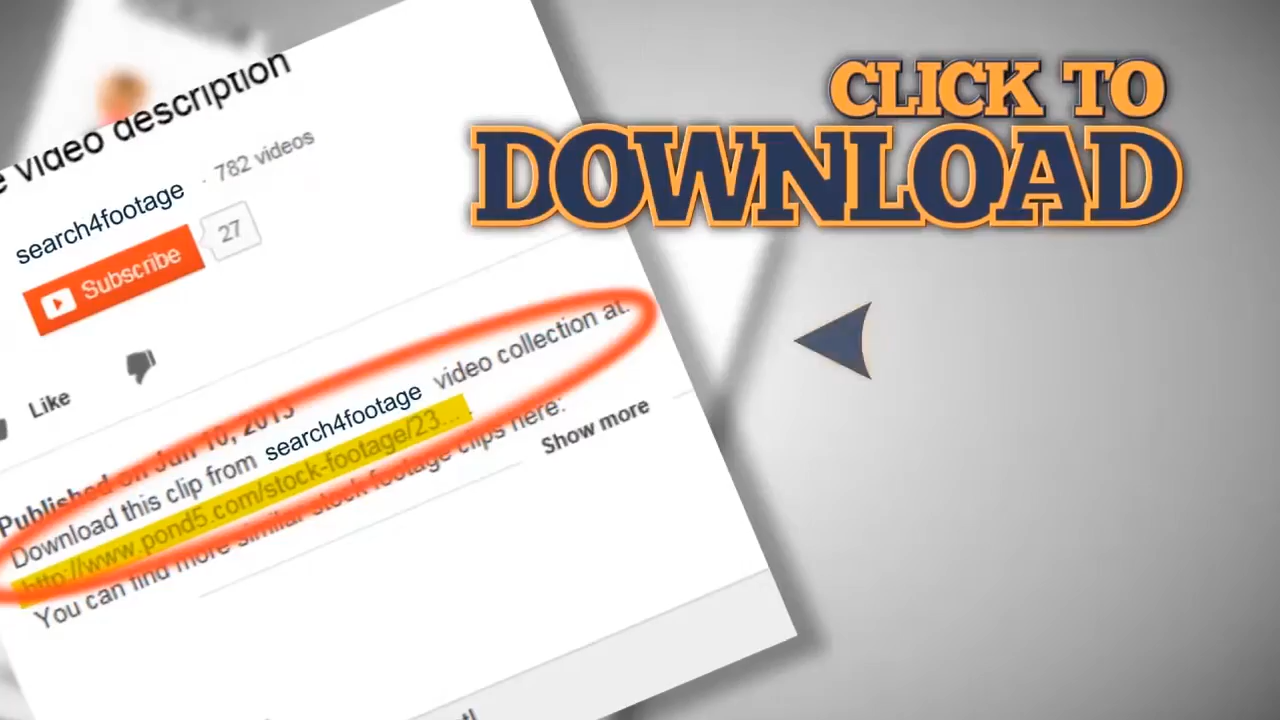 CLICK TO
DOWNLOAD
video description
search4footage · 782 videos
Subscribe 27
Like
Published on Jun 10, 2013
Download this clip from search4footage video collection at:
http://www.pond5.com/stock-footage/23... .
You can find more similar stock footage clips here:
Show more